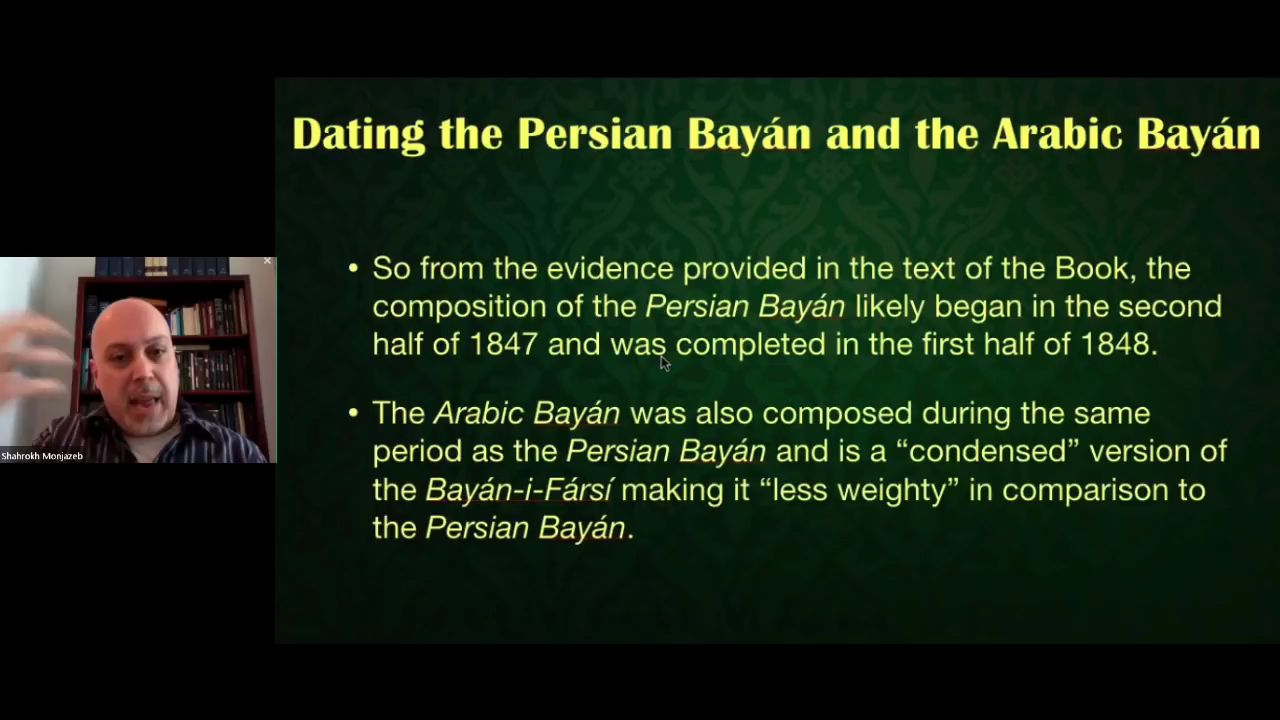 Dating the Persian Bayán and the Arabic Bayán
• So from the evidence provided in the text of the Book, the
composition of the Persian Bayán likely began in the second
half of 1847 and was completed in the first half of 1848.
• The Arabic Bayán was also composed during the same
period as the Persian Bayán and is a “condensed” version of
the Bayán-i-Fársí making it “less weighty” in comparison to
the Persian Bayán.
Shahrokh Monjazeb